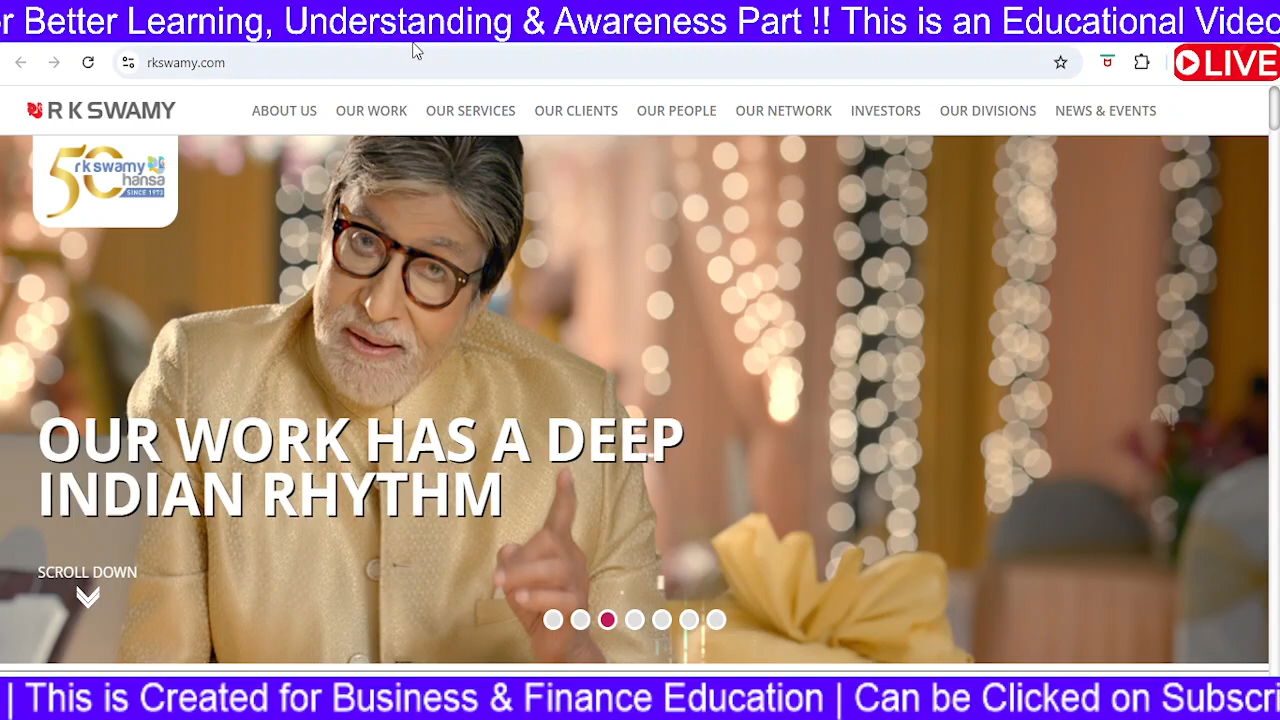 r Better Learning, Understanding & Awareness Part !! This is an Educational Video
rkswamy.com
LIVE
R K SWAMY
ABOUT US
OUR WORK
OUR SERVICES
OUR CLIENTS
OUR PEOPLE
OUR NETWORK
INVESTORS
OUR DIVISIONS
NEWS & EVENTS
50
rkswamy
hansa
SINCE 1973
OUR WORK HAS A DEEP
INDIAN RHYTHM
SCROLL DOWN
| This is Created for Business & Finance Education | Can be Clicked on Subscri